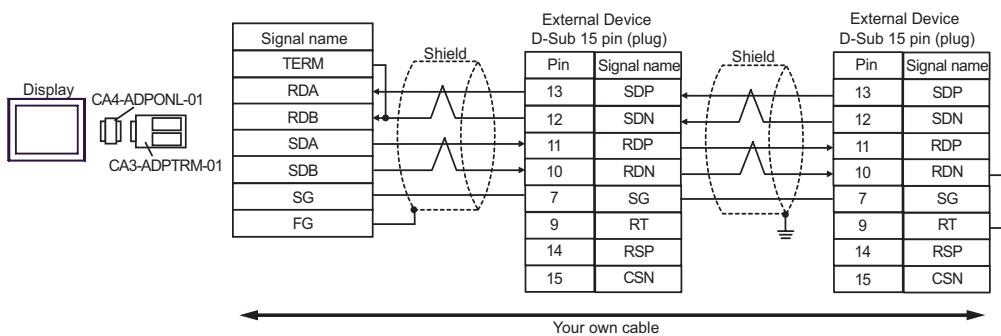 Display
CA4-ADPONL-01
CA3-ADPTRM-01
Signal name
TERM
RDA
RDB
SDA
SDB
SG
FG
Shield
External Device
D-Sub 15 pin (plug)
Pin Signal name
13 SDP
12 SDN
11 RDP
10 RDN
7 SG
9 RT
14 RSP
15 CSN
Shield
External Device
D-Sub 15 pin (plug)
Pin Signal name
13 SDP
12 SDN
11 RDP
10 RDN
7 SG
9 RT
14 RSP
15 CSN
Your own cable